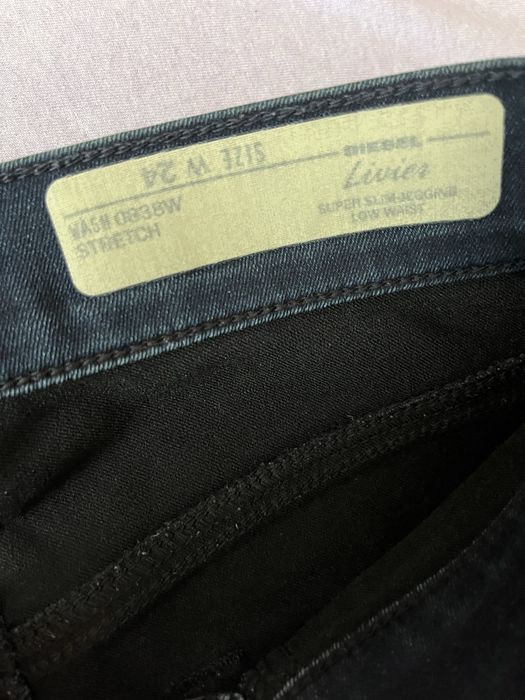 SIZE W 24
DIESEL
Livier
SUPER SLIM-JEGGING
LOW WAIST
WASH 0838W
STRETCH